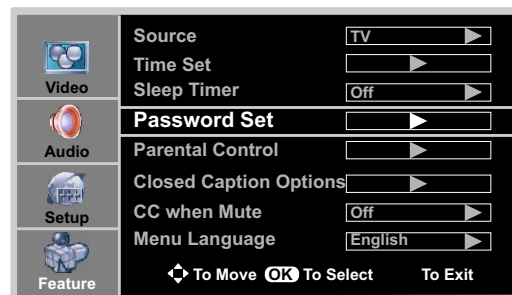 Video
Audio
Setup
Feature
Source TV
Time Set
Sleep Timer Off
Password Set
Parental Control
Closed Caption Options
CC when Mute Off
Menu Language English
To Move OK To Select To Exit